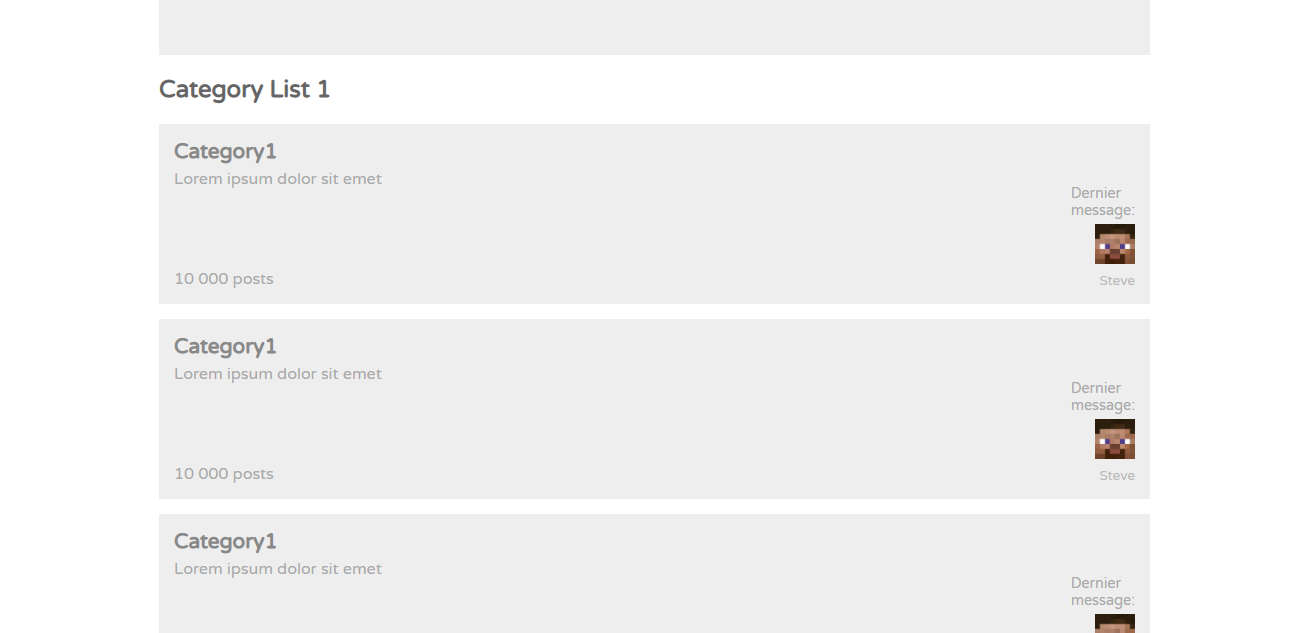 Category List 1
Category1
Lorem ipsum dolor sit emet
Dernier
message:
10 000 posts
Steve
Category1
Lorem ipsum dolor sit emet
Dernier
message:
10 000 posts
Steve
Category1
Lorem ipsum dolor sit emet
Dernier
message: